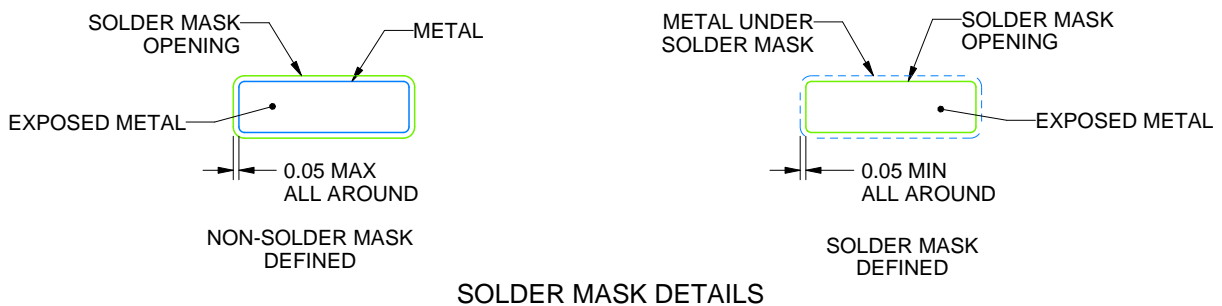 SOLDER MASK
OPENING
METAL
EXPOSED METAL
0.05 MAX
ALL AROUND
NON-SOLDER MASK
DEFINED
METAL UNDER
SOLDER MASK
SOLDER MASK
OPENING
EXPOSED METAL
0.05 MIN
ALL AROUND
SOLDER MASK
DEFINED
SOLDER MASK DETAILS